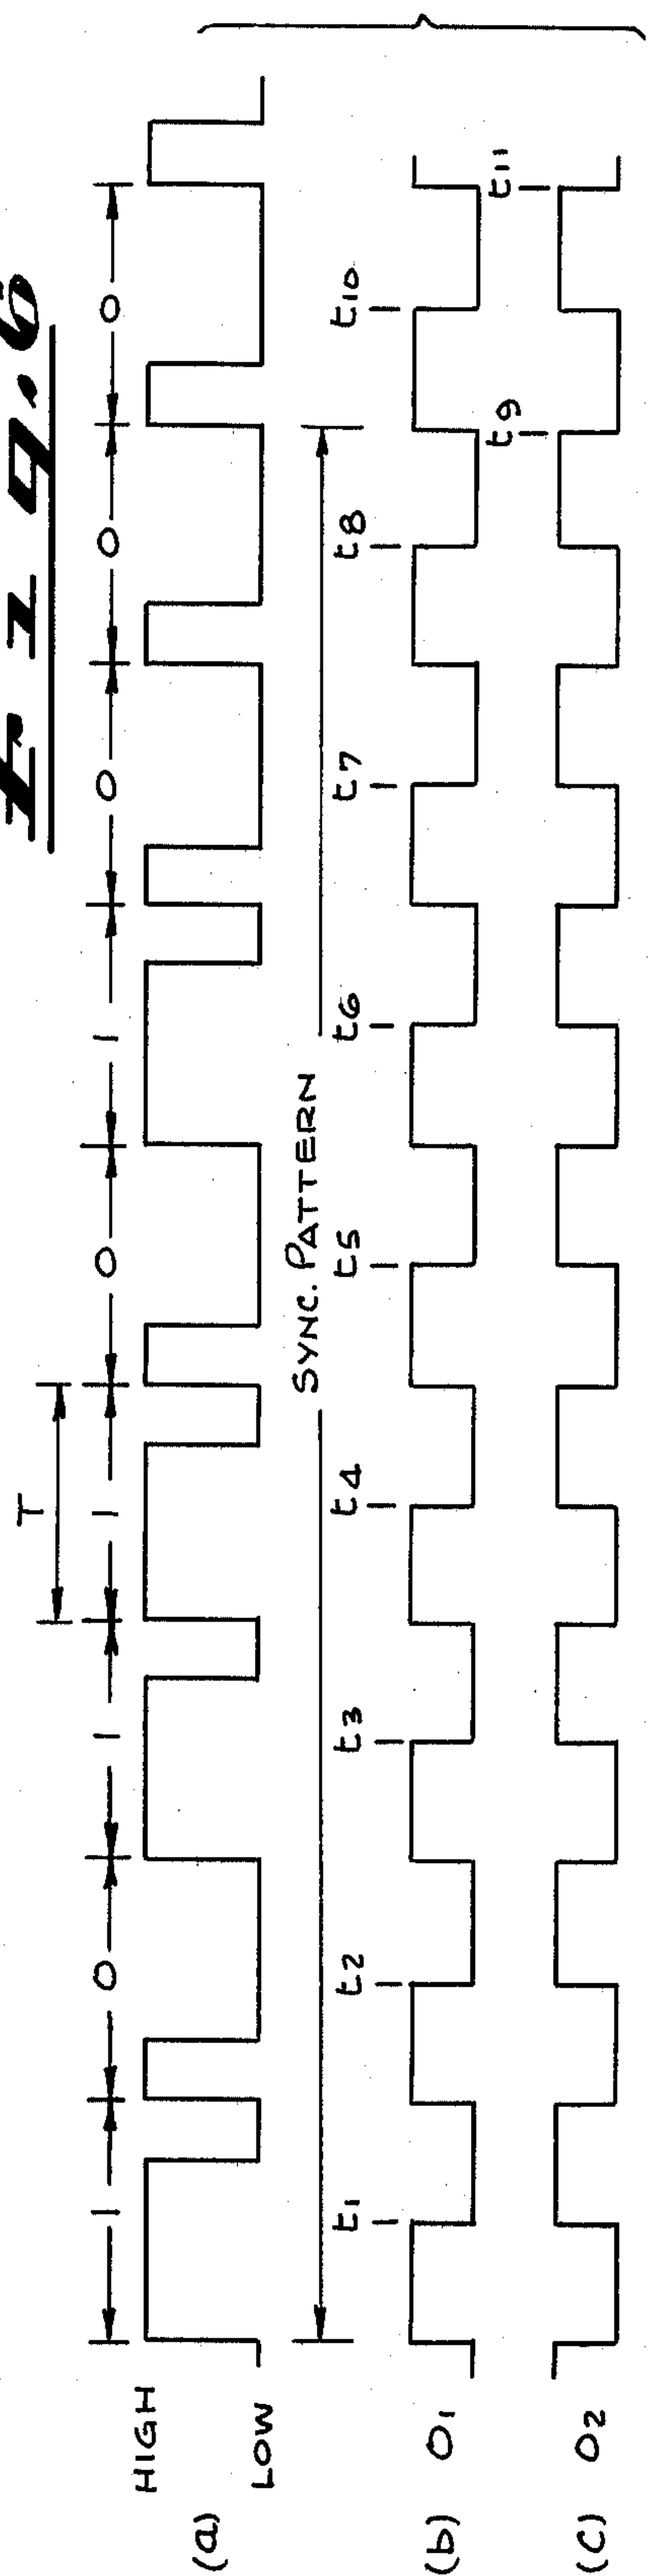 Fig. 6
T
1 0 1 1 0 1 0 0 0
HIGH
(a)
LOW
SYNC. PATTERN
t1 t2 t3 t4 t5 t6 t7 t8 t10
(b) O1
t9 t11
(c) O2